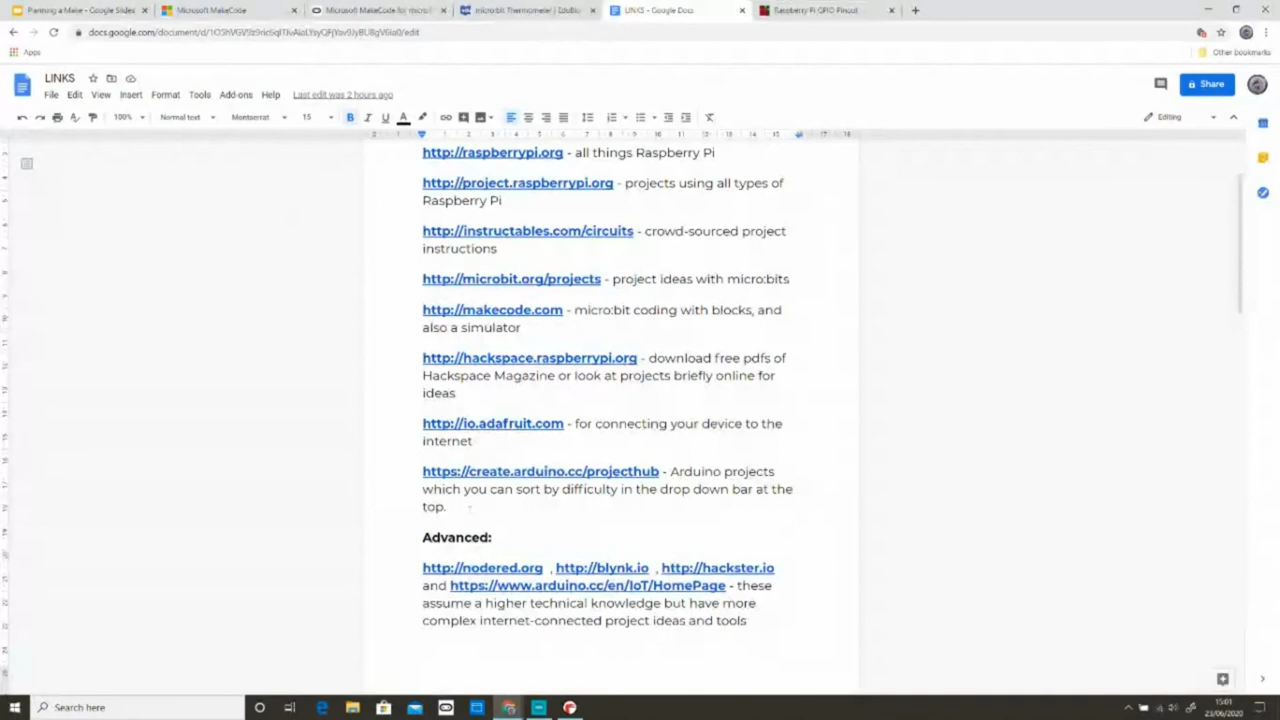 Planning a Make - Google Slides
Microsoft MakeCode
Microsoft MakeCode for micro:b
micro:bit Thermometer | EduBlo
LINKS - Google Docs
Raspberry Pi GPIO Pinout
Apps
Other bookmarks
LINKS
File Edit View Insert Format Tools Add-ons Help Last edit was 2 hours ago
Share
100% Normal text Montserrat 15 B I U A Editing
http://raspberrypi.org - all things Raspberry Pi
http://project.raspberrypi.org - projects using all types of
Raspberry Pi
http://instructables.com/circuits - crowd-sourced project
instructions
http://microbit.org/projects - project ideas with micro:bits
http://makecode.com - micro:bit coding with blocks, and
also a simulator
http://hackspace.raspberrypi.org - download free pdfs of
Hackspace Magazine or look at projects briefly online for
ideas
http://io.adafruit.com - for connecting your device to the
internet
https://create.arduino.cc/projecthub - Arduino projects
which you can sort by difficulty in the drop down bar at the
top.
Advanced:
http://nodered.org , http://blynk.io , http://hackster.io
and https://www.arduino.cc/en/IoT/HomePage - these
assume a higher technical knowledge but have more
complex internet-connected project ideas and tools
Search here
15:01
23/06/2020